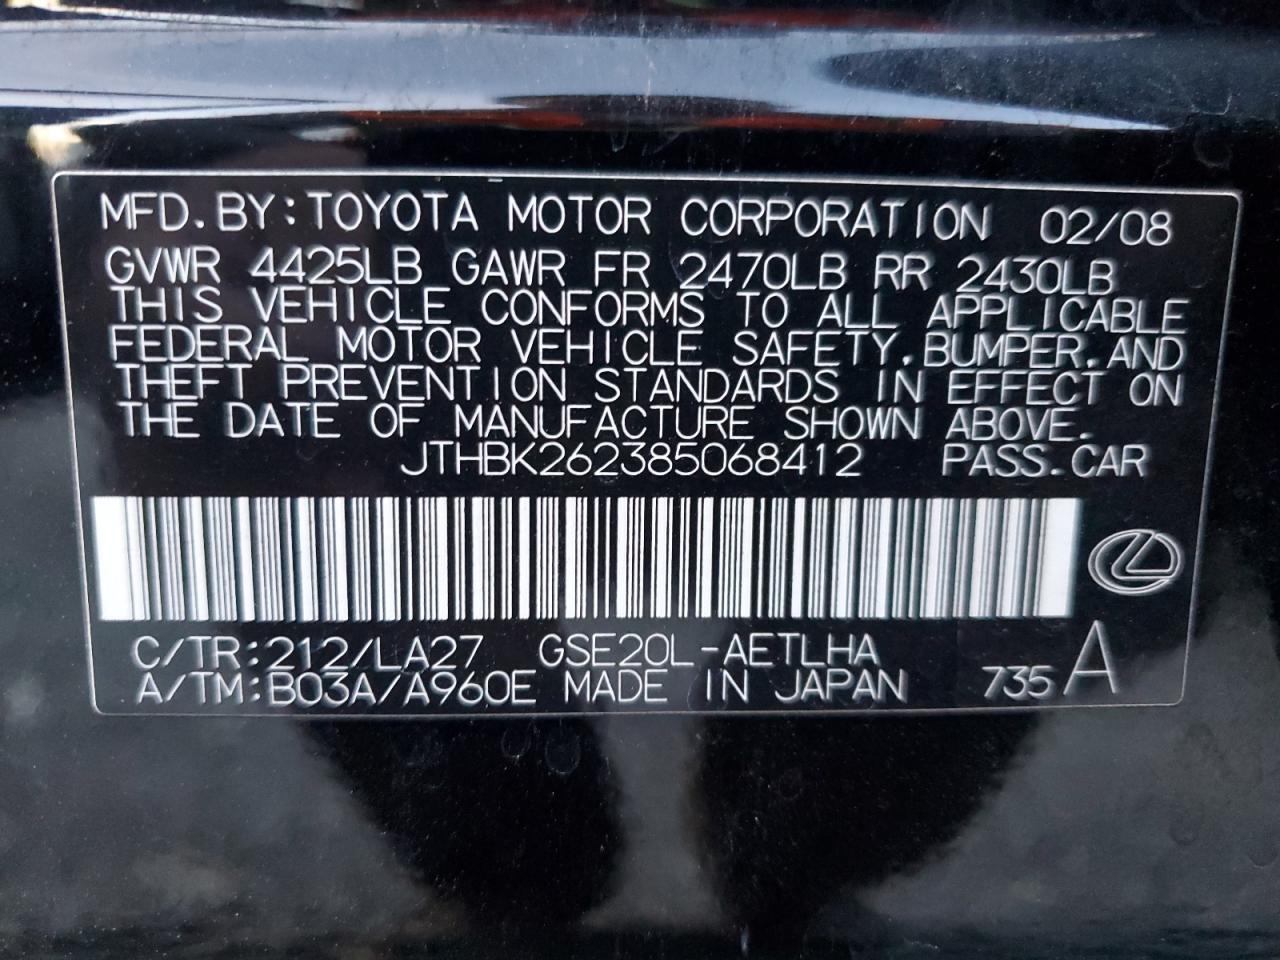 MFD.BY:TOYOTA MOTOR CORPORATION 02/08
GVWR 4425LB GAWR FR 2470LB RR 2430LB
THIS VEHICLE CONFORMS TO ALL APPLICABLE
FEDERAL MOTOR VEHICLE SAFETY,BUMPER,AND
THEFT PREVENTION STANDARDS IN EFFECT ON
THE DATE OF MANUFACTURE SHOWN ABOVE.
JTHBK262385068412 PASS.CAR
C/TR:212/LA27 GSE20L-AETLHA
A/TM:B03A/A960E MADE IN JAPAN 735 A